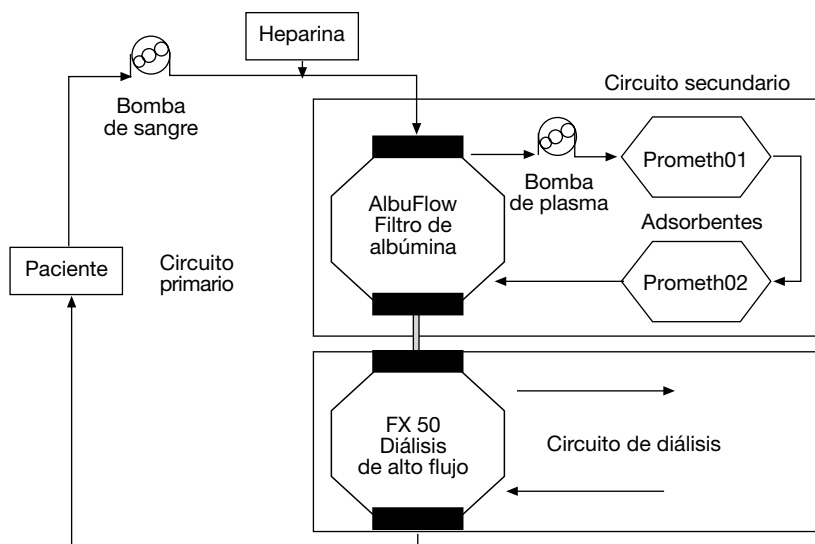 Heparina
Circuito secundario
Bomba
de sangre
Prometh01
Bomba
de plasma
AlbuFlow
Filtro de
albúmina
Adsorbentes
Paciente
Circuito
primario
Prometh02
FX 50
Diálisis
de alto flujo
Circuito de diálisis